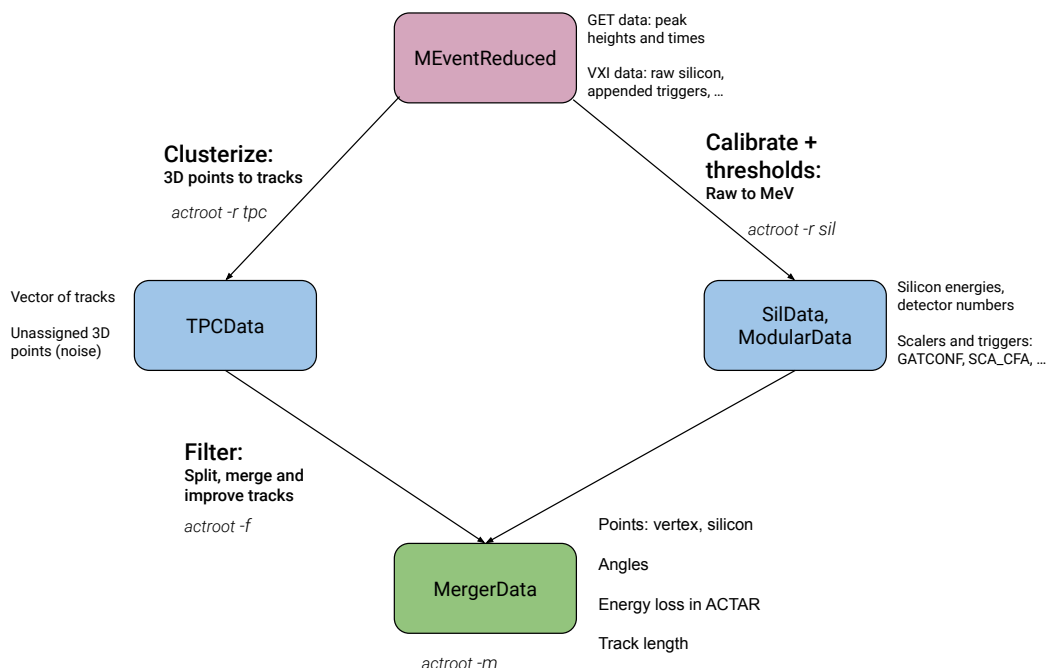 MEventReduced
GET data: peak
heights and times
VXI data: raw silicon,
appended triggers, ...
Clusterize:
3D points to tracks
actroot -r tpc
Calibrate +
thresholds:
Raw to MeV
actroot -r sil
Vector of tracks
Unassigned 3D
points (noise)
TPCData
SilData,
ModularData
Silicon energies,
detector numbers
Scalers and triggers:
GATCONF, SCA_CFA, ...
Filter:
Split, merge and
improve tracks
actroot -f
MergerData
Points: vertex, silicon
Angles
Energy loss in ACTAR
Track length
actroot -m